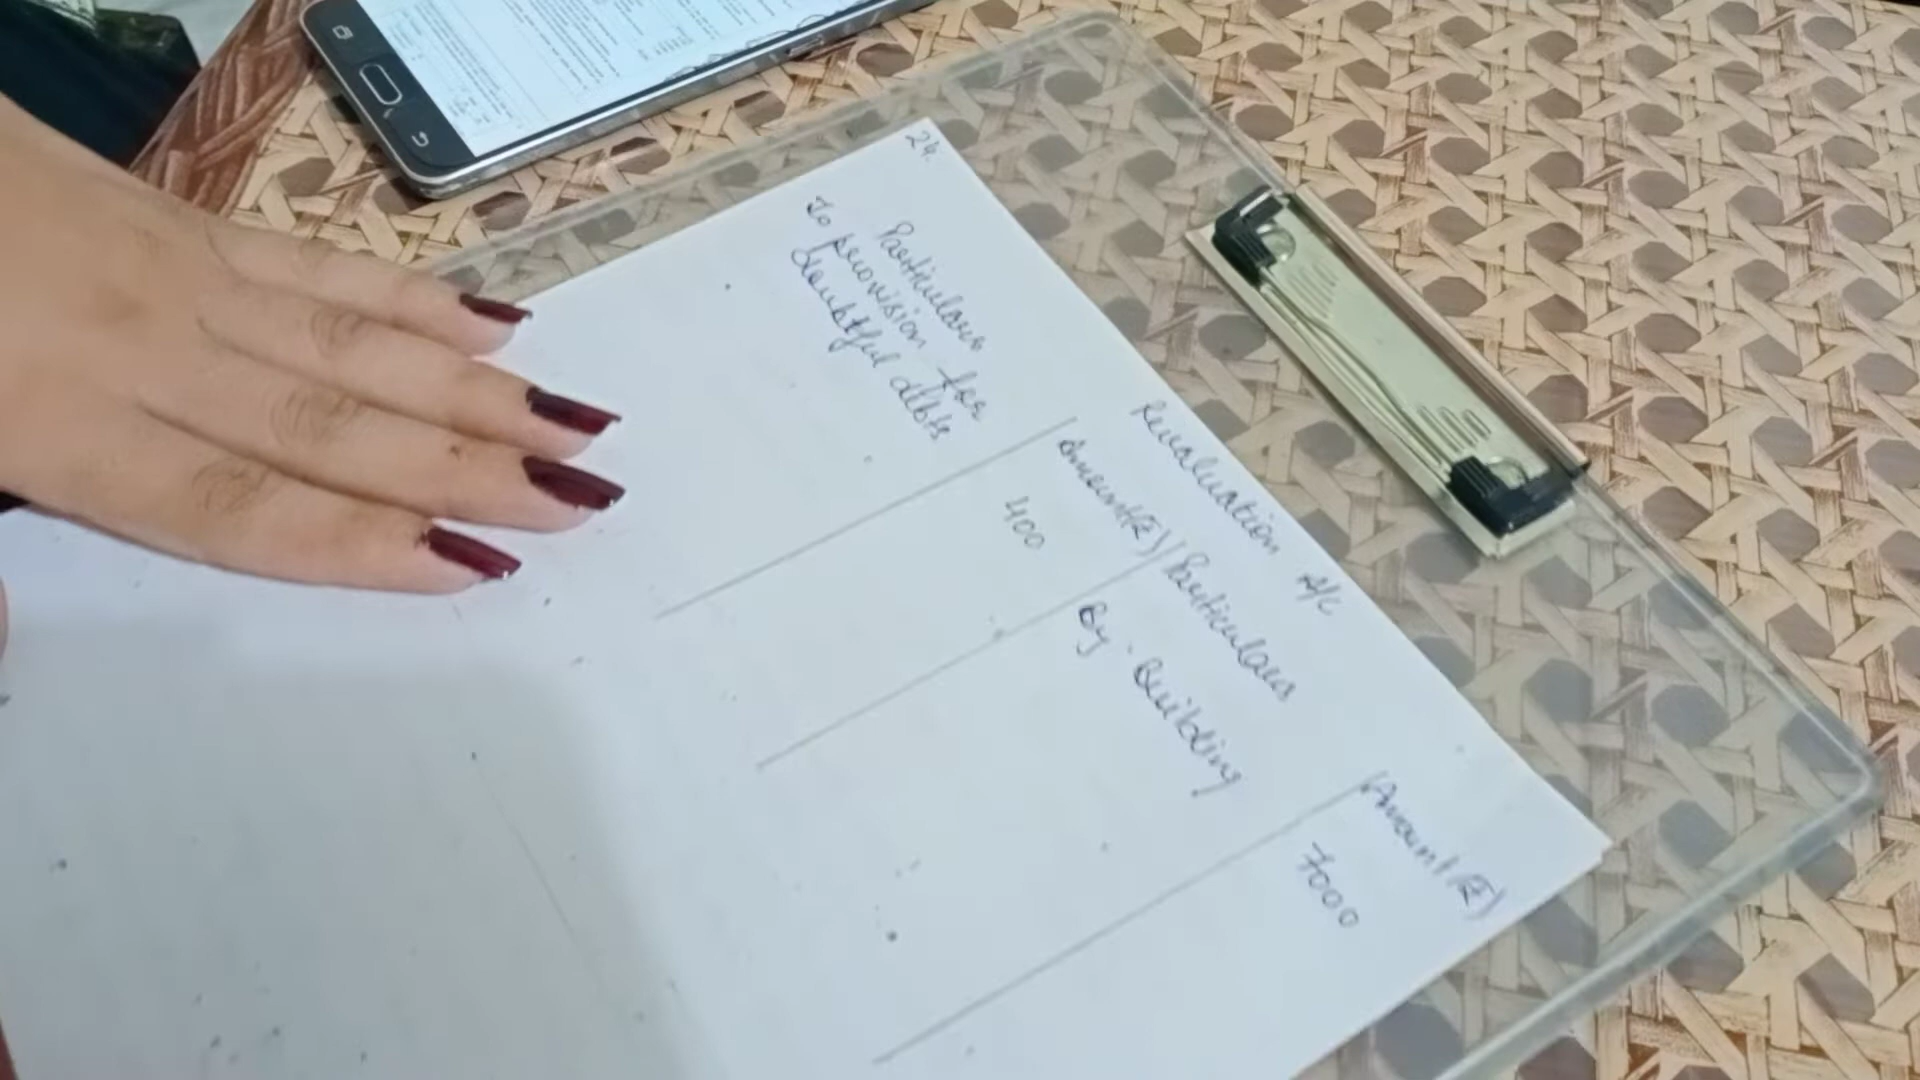 24.
Revaluation A/c
Particulars Amount(₹) Particulars Amount(₹)
To provision for 400 By Building 7000
doubtful debts